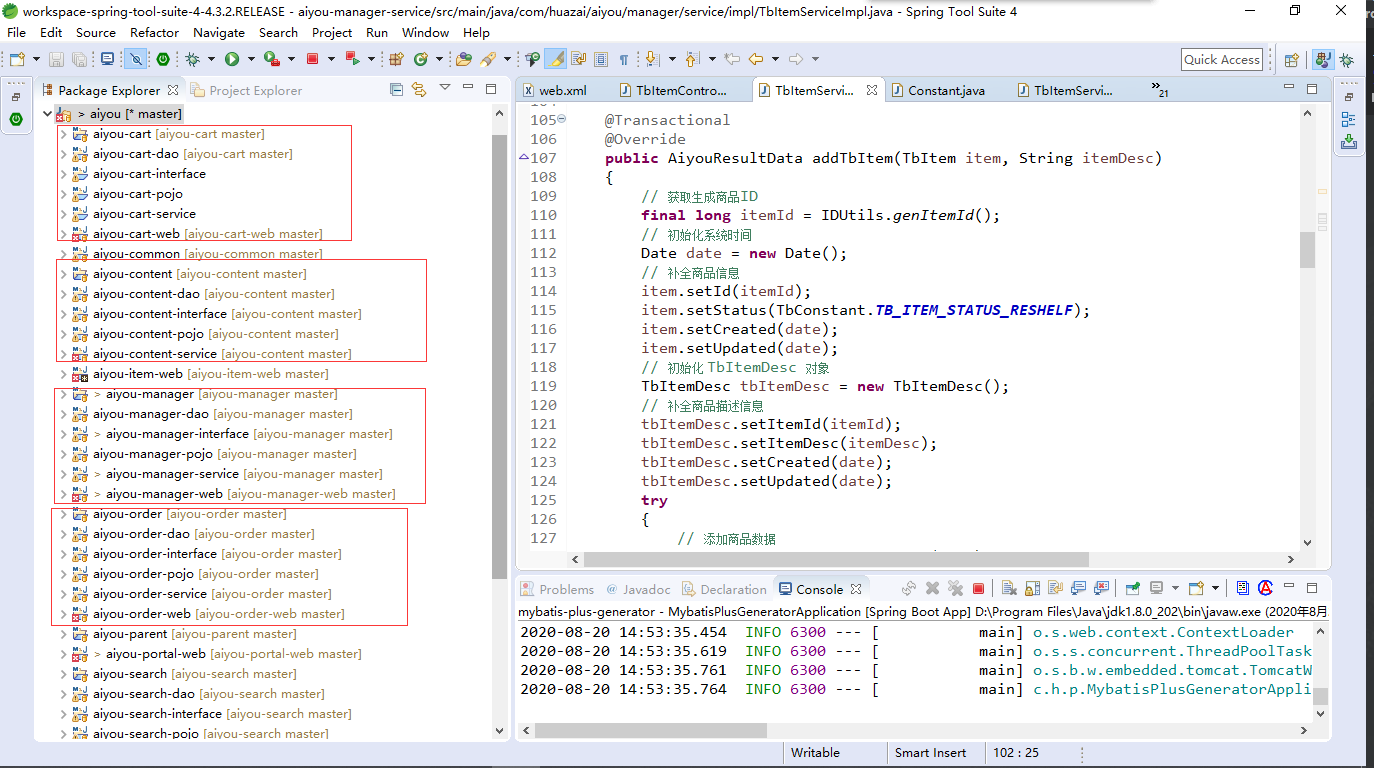 workspace-spring-tool-suite-4-4.3.2.RELEASE - aiyou-manager-service/src/main/java/com/huazai/aiyou/manager/service/impl/TbItemServiceImpl.java - Spring Tool Suite 4
File Edit Source Refactor Navigate Search Project Run Window Help
Quick Access
Package Explorer
Project Explorer
> aiyou [* master]
aiyou-cart [aiyou-cart master]
aiyou-cart-dao [aiyou-cart master]
aiyou-cart-interface
aiyou-cart-pojo
aiyou-cart-service
aiyou-cart-web [aiyou-cart-web master]
aiyou-common [aiyou-common master]
aiyou-content [aiyou-content master]
aiyou-content-dao [aiyou-content master]
aiyou-content-interface [aiyou-content master]
aiyou-content-pojo [aiyou-content master]
aiyou-content-service [aiyou-content master]
aiyou-item-web [aiyou-item-web master]
> aiyou-manager [aiyou-manager master]
aiyou-manager-dao [aiyou-manager master]
> aiyou-manager-interface [aiyou-manager master]
aiyou-manager-pojo [aiyou-manager master]
> aiyou-manager-service [aiyou-manager master]
> aiyou-manager-web [aiyou-manager-web master]
aiyou-order [aiyou-order master]
aiyou-order-dao [aiyou-order master]
aiyou-order-interface [aiyou-order master]
aiyou-order-pojo [aiyou-order master]
aiyou-order-service [aiyou-order master]
aiyou-order-web [aiyou-order-web master]
aiyou-parent [aiyou-parent master]
> aiyou-portal-web [aiyou-portal-web master]
aiyou-search [aiyou-search master]
aiyou-search-dao [aiyou-search master]
aiyou-search-interface [aiyou-search master]
aiyou-search-pojo [aiyou-search master]
web.xml
TbItemContro...
TbItemServi...
Constant.java
TbItemServi...
»21
105 @Transactional
106 @Override
107 public AiyouResultData addTbItem(TbItem item, String itemDesc)
108 {
109 // 获取生成商品ID
110 final long itemId = IDUtils.genItemId();
111 // 初始化系统时间
112 Date date = new Date();
113 // 补全商品信息
114 item.setId(itemId);
115 item.setStatus(TbConstant.TB_ITEM_STATUS_RESHELF);
116 item.setCreated(date);
117 item.setUpdated(date);
118 // 初始化 TbItemDesc 对象
119 TbItemDesc tbItemDesc = new TbItemDesc();
120 // 补全商品描述信息
121 tbItemDesc.setItemId(itemId);
122 tbItemDesc.setItemDesc(itemDesc);
123 tbItemDesc.setCreated(date);
124 tbItemDesc.setUpdated(date);
125 try
126 {
127 // 添加商品数据
Problems
Javadoc
Declaration
Console
mybatis-plus-generator - MybatisPlusGeneratorApplication [Spring Boot App] D:\Program Files\Java\jdk1.8.0_202\bin\javaw.exe (2020年8月
2020-08-20 14:53:35.454 INFO 6300 --- [ main] o.s.web.context.ContextLoader
2020-08-20 14:53:35.619 INFO 6300 --- [ main] o.s.s.concurrent.ThreadPoolTask
2020-08-20 14:53:35.761 INFO 6300 --- [ main] o.s.b.w.embedded.tomcat.TomcatW
2020-08-20 14:53:35.764 INFO 6300 --- [ main] c.h.p.MybatisPlusGeneratorAppli
Writable
Smart Insert
102 : 25